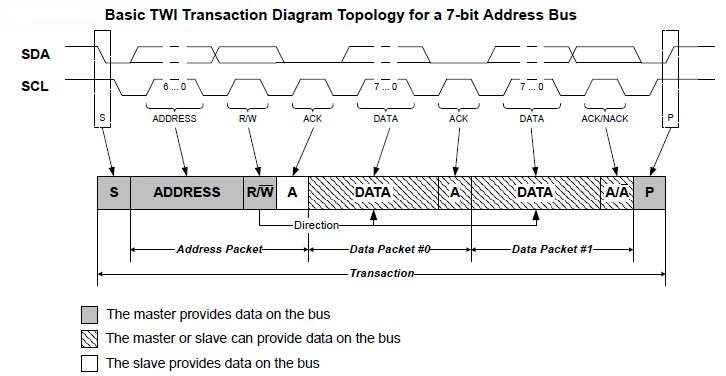 Basic TWI Transaction Diagram Topology for a 7-bit Address Bus
SDA
SCL
6 ... 0 7 ... 0 7 ... 0
S ADDRESS R/W ACK DATA ACK DATA ACK/NACK P
S ADDRESS R/W̅ A DATA A DATA A/A̅ P
Direction
Address Packet Data Packet #0 Data Packet #1
Transaction
The master provides data on the bus
The master or slave can provide data on the bus
The slave provides data on the bus